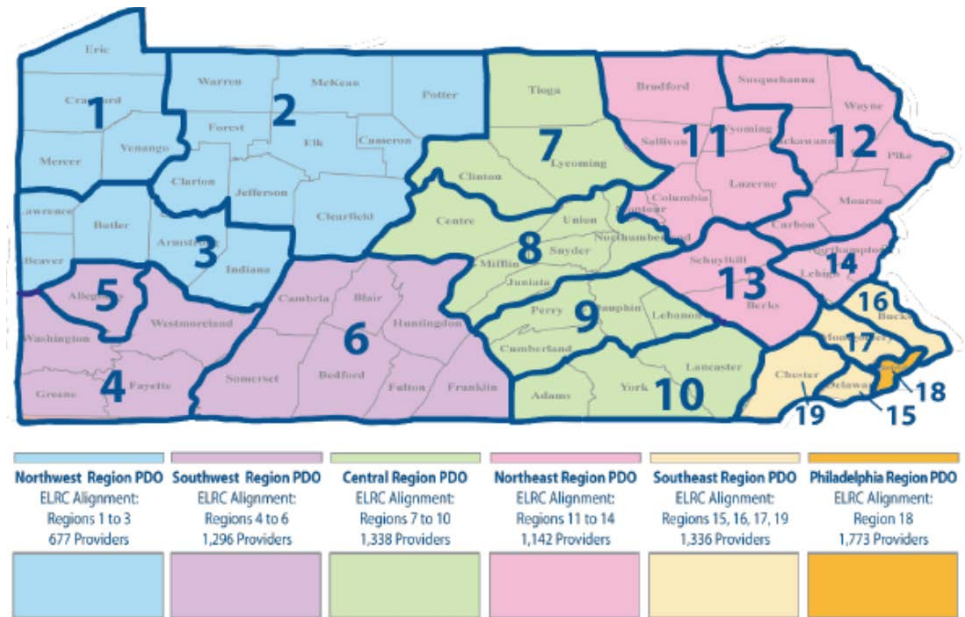 Erie
Warren
McKean
Potter
Tioga
Bradford
Susquehanna
Wayne
Crawford
1
2
7
11
12
Forest
Elk
Cameron
Sullivan
Wyoming
Lackawanna
Pike
Mercer
Venango
Lycoming
Clarion
Jefferson
Clinton
Luzerne
Columbia
Monroe
Lawrence
Butler
Clearfield
Centre
Union
Montour
Carbon
Armstrong
3
8
Snyder
Northumberland
Northampton
Beaver
Indiana
Mifflin
Schuylkill
Lehigh
14
Juniata
13
5
Allegheny
Cambria
Blair
Huntingdon
Perry
Dauphin
Lebanon
Berks
16
Bucks
Washington
Westmoreland
6
9
Montgomery
17
Cumberland
4
Greene
Fayette
Somerset
Bedford
Fulton
Franklin
Adams
York
Lancaster
10
Chester
Delaware
18
19
15
Northwest Region PDO
ELRC Alignment:
Regions 1 to 3
677 Providers
Southwest Region PDO
ELRC Alignment:
Regions 4 to 6
1,296 Providers
Central Region PDO
ELRC Alignment:
Regions 7 to 10
1,338 Providers
Northeast Region PDO
ELRC Alignment:
Regions 11 to 14
1,142 Providers
Southeast Region PDO
ELRC Alignment:
Regions 15, 16, 17, 19
1,336 Providers
Philadelphia Region PDO
ELRC Alignment:
Region 18
1,773 Providers